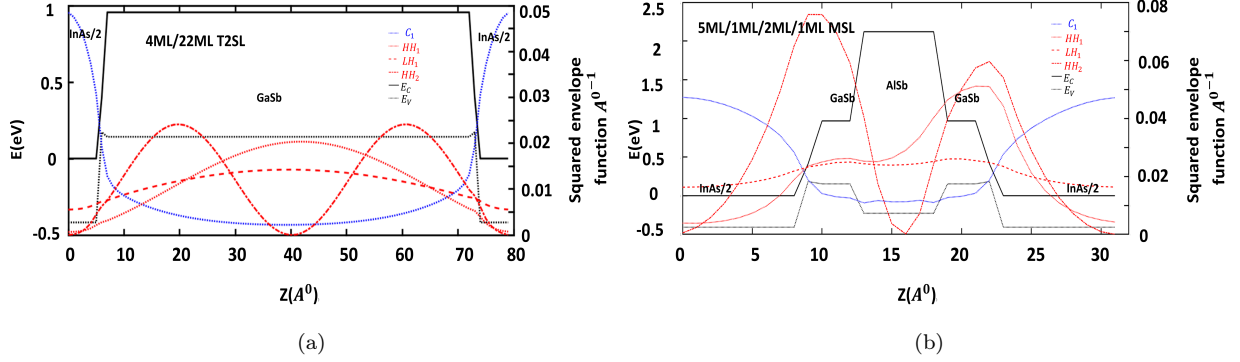 4ML/22ML T2SL
InAs/2
InAs/2
GaSb
C₁
HH₁
LH₁
HH₂
E_C
E_V
E(eV)
1
0.5
0
-0.5
0 10 20 30 40 50 60 70 80
Z(A⁰)
0.05
0.04
0.03
0.02
0.01
0
Squared envelope
function A⁰⁻¹
(a)
5ML/1ML/2ML/1ML MSL
InAs/2
GaSb
AlSb
GaSb
InAs/2
C₁
HH₁
LH₁
HH₂
E_C
E_V
E(eV)
2.5
2
1.5
1
0.5
0
-0.5
0 5 10 15 20 25 30
Z(A⁰)
0.08
0.06
0.04
0.02
0
Squared envelope
function A⁰⁻¹
(b)